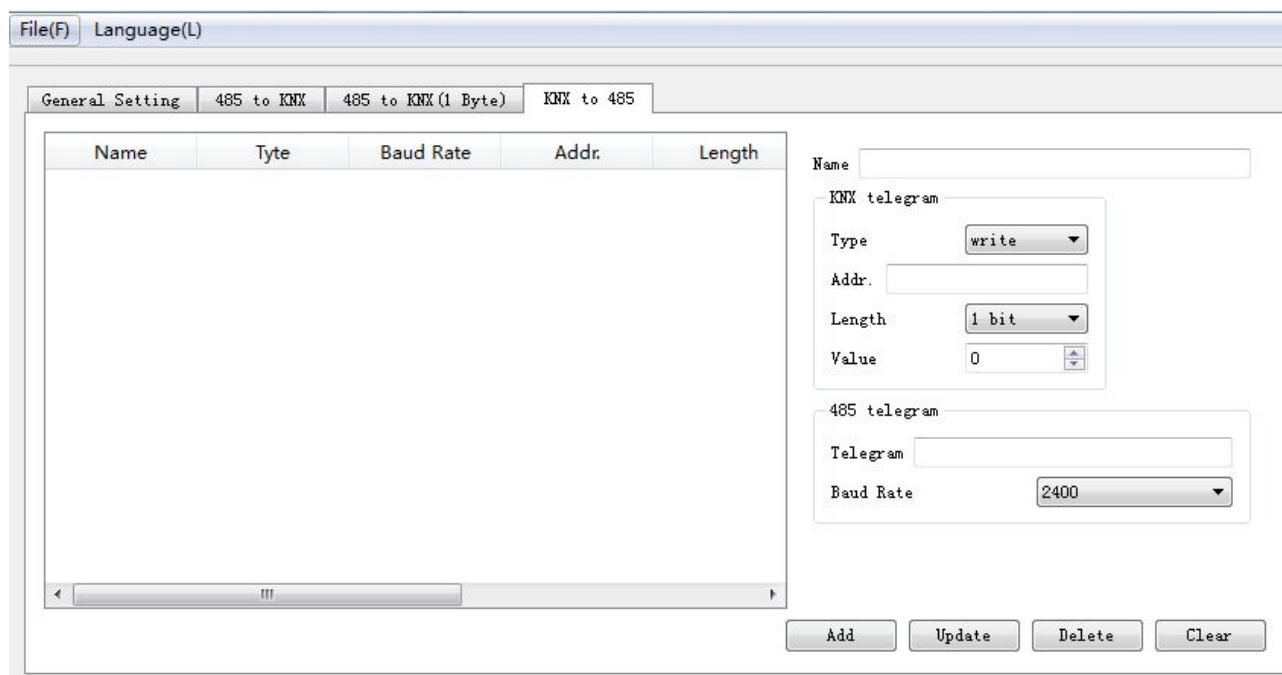 File(F) Language(L)
General Setting 485 to KNX 485 to KNX(1 Byte) KNX to 485
Name Tyte Baud Rate Addr. Length
Name
KNX telegram
Type write
Addr.
Length 1 bit
Value 0
485 telegram
Telegram
Baud Rate 2400
Add Update Delete Clear